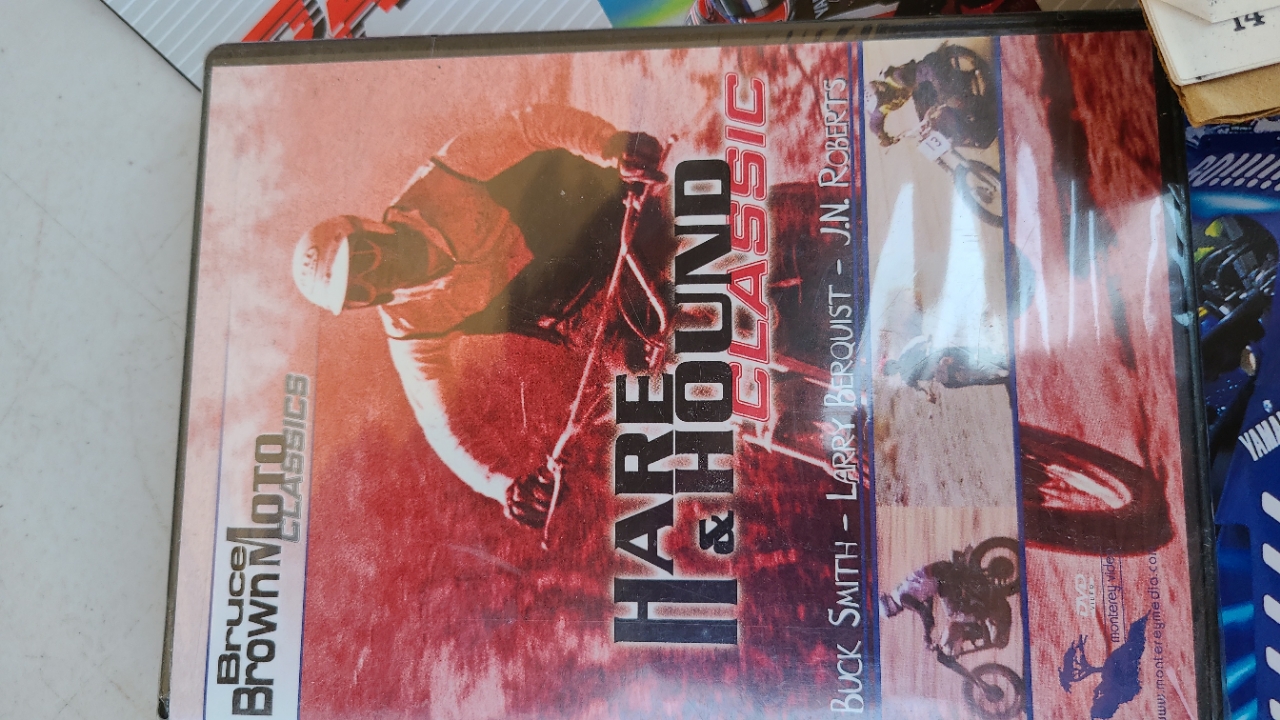 Bruce
Brown MOTO
CLASSICS
HARE
& HOUND
CLASSIC
BUCK SMITH - LARRY BERQUIST - J.N. ROBERTS
DVD
VIDEO
monterey video
www.montereymedia.com
14